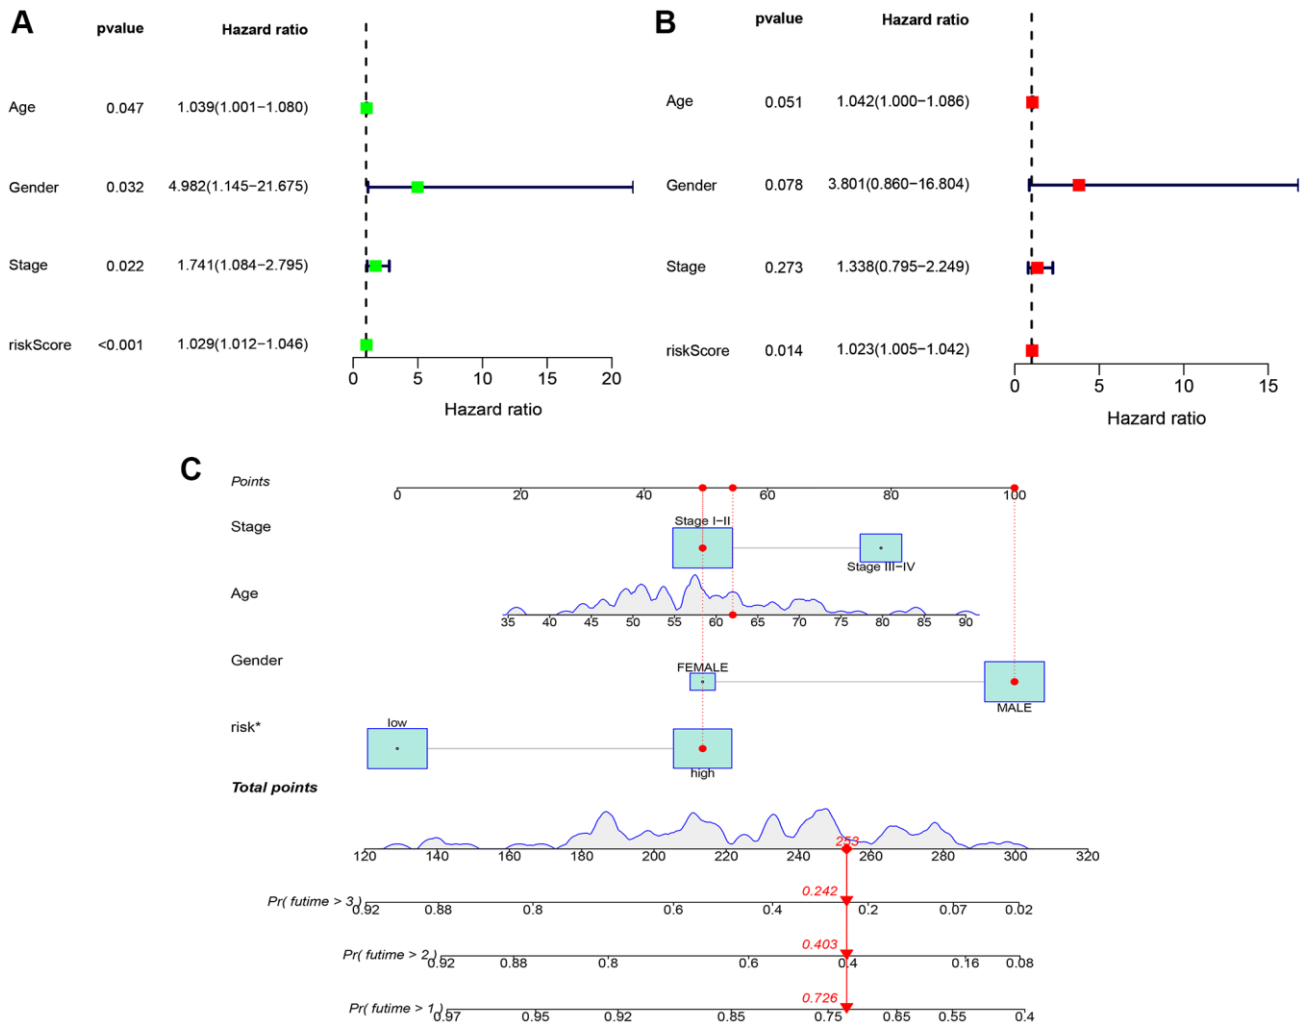 A
pvalue Hazard ratio
Age 0.047 1.039(1.001−1.080)
Gender 0.032 4.982(1.145−21.675)
Stage 0.022 1.741(1.084−2.795)
riskScore <0.001 1.029(1.012−1.046)
0 5 10 15 20
Hazard ratio
B
pvalue Hazard ratio
Age 0.051 1.042(1.000−1.086)
Gender 0.078 3.801(0.860−16.804)
Stage 0.273 1.338(0.795−2.249)
riskScore 0.014 1.023(1.005−1.042)
0 5 10 15
Hazard ratio
C
Points
0 20 40 60 80 100
Stage
Stage I−II
Stage III−IV
Age
35 40 45 50 55 60 65 70 75 80 85 90
Gender
FEMALE
MALE
risk*
low
high
Total points
253
120 140 160 180 200 220 240 260 280 300 320
0.242
Pr( futime > 3 )
0.92 0.88 0.8 0.6 0.4 0.2 0.07 0.02
0.403
Pr( futime > 2 )
0.92 0.88 0.8 0.6 0.4 0.16 0.08
0.726
Pr( futime > 1 )
0.97 0.95 0.92 0.85 0.75 0.65 0.55 0.4